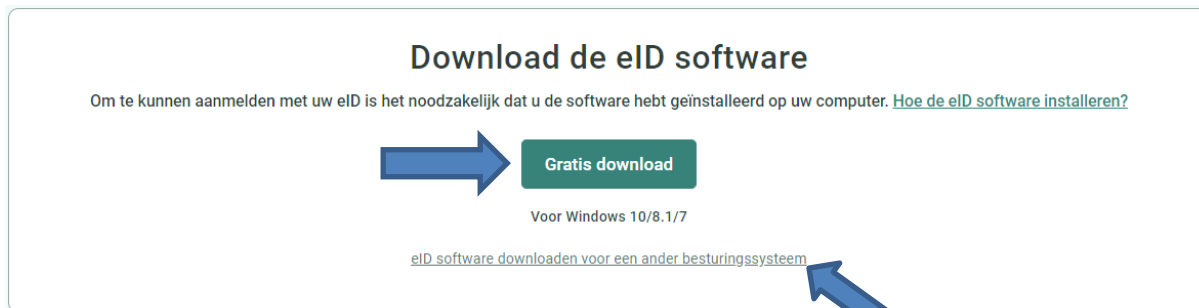 Download de eID software
Om te kunnen aanmelden met uw eID is het noodzakelijk dat u de software hebt geïnstalleerd op uw computer. Hoe de eID software installeren?
Gratis download
Voor Windows 10/8.1/7
eID software downloaden voor een ander besturingssysteem